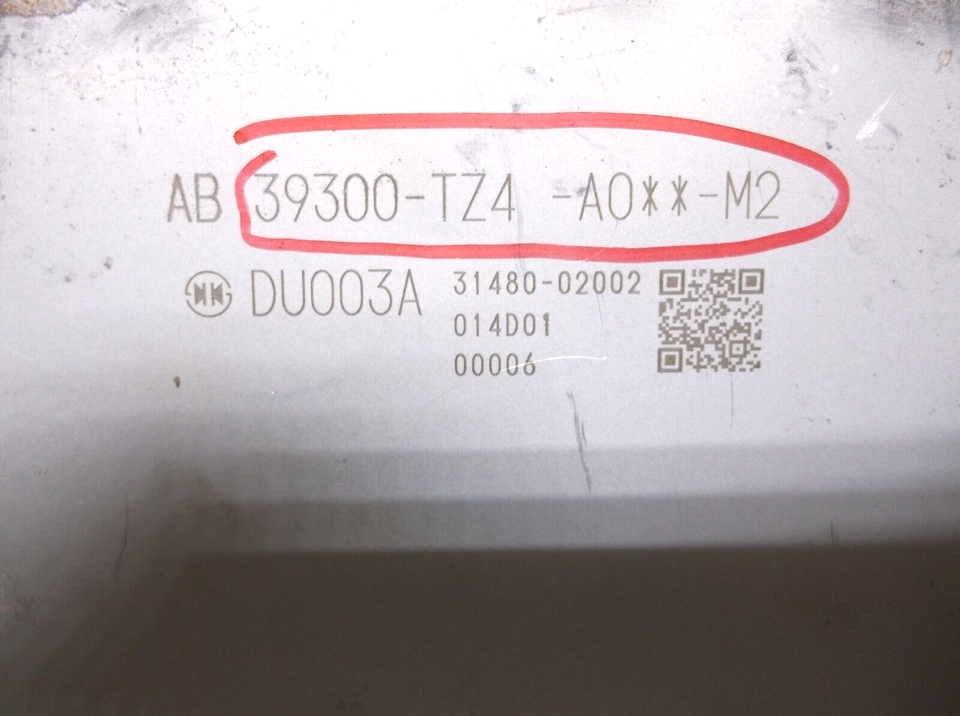 AB 39300-TZ4 -A0**-M2
DU003A
31480-02002
014D01
00006